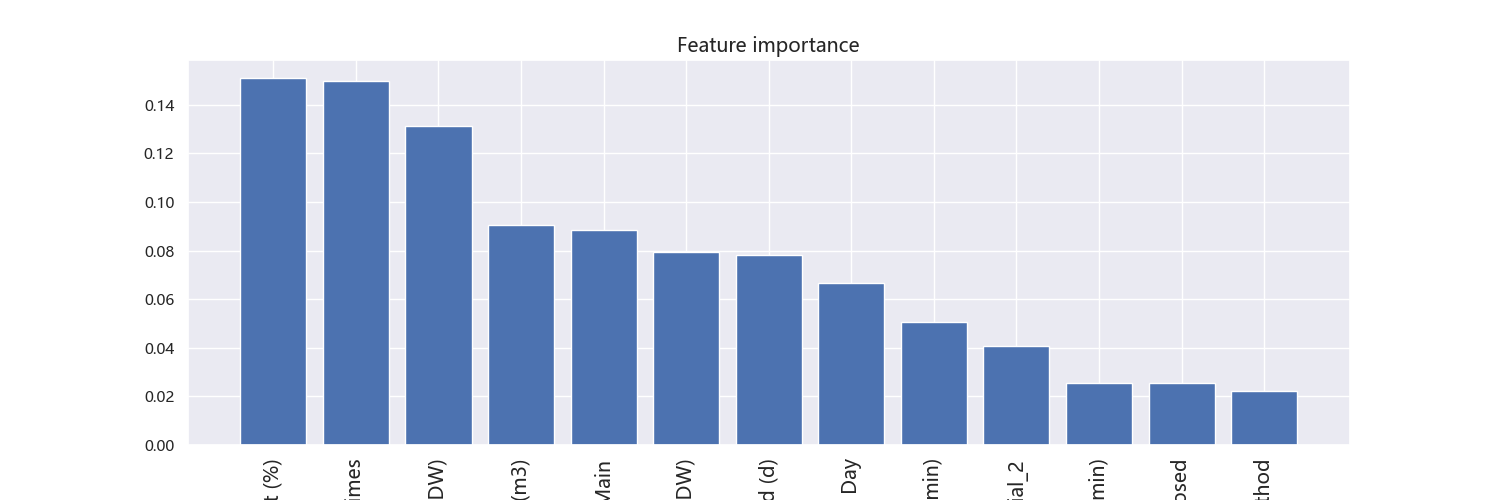 Feature importance
0.14
0.12
0.10
0.08
0.06
0.04
0.02
0.00
t (%)
imes
DW)
(m3)
Main
DW)
d (d)
Day
min)
ial_2
min)
osed
thod